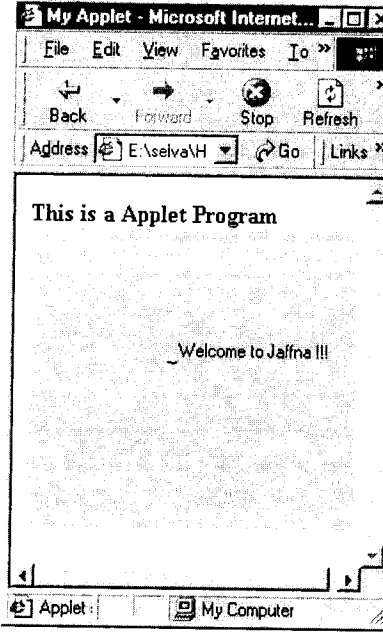 My Applet - Microsoft Internet...
File Edit View Favorites To »
Back Forward Stop Refresh »
Address E:\selva\H Go Links »
This is a Applet Program
Welcome to Jaffna !!!
Applet My Computer